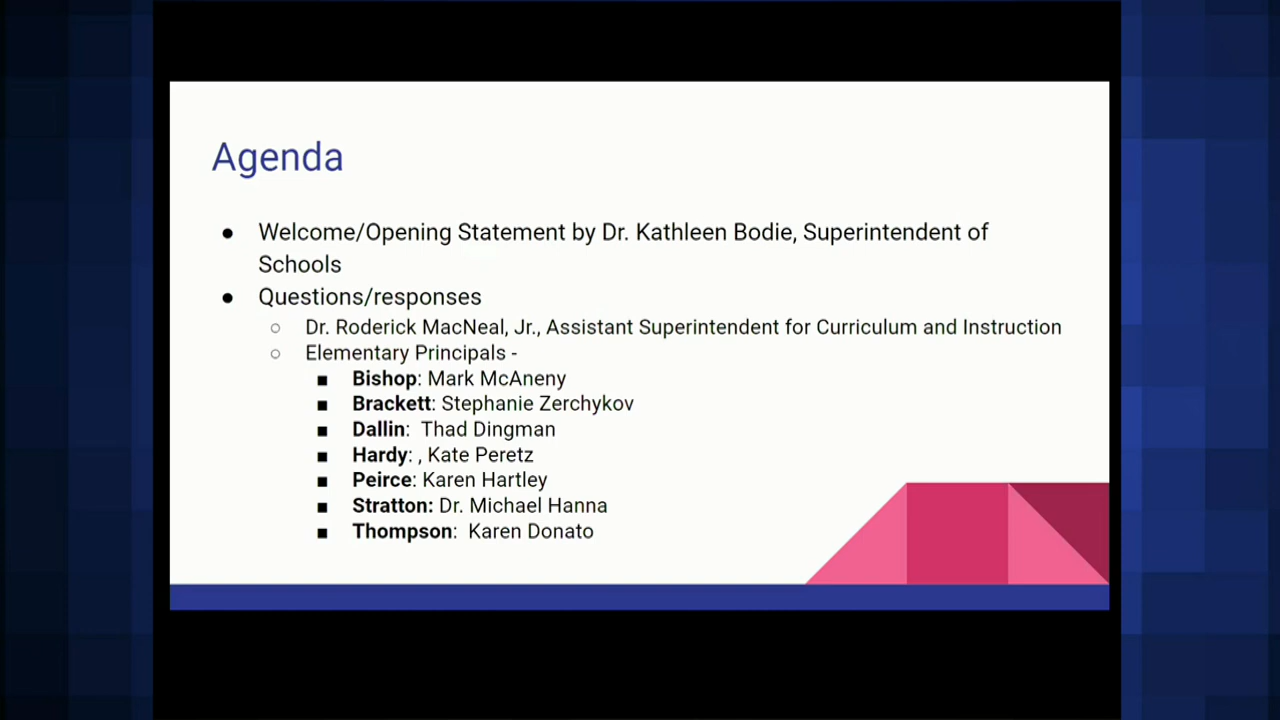 Agenda
● Welcome/Opening Statement by Dr. Kathleen Bodie, Superintendent of
Schools
● Questions/responses
○ Dr. Roderick MacNeal, Jr., Assistant Superintendent for Curriculum and Instruction
○ Elementary Principals -
■ Bishop: Mark McAneny
■ Brackett: Stephanie Zerchykov
■ Dallin:  Thad Dingman
■ Hardy: , Kate Peretz
■ Peirce: Karen Hartley
■ Stratton: Dr. Michael Hanna
■ Thompson:  Karen Donato